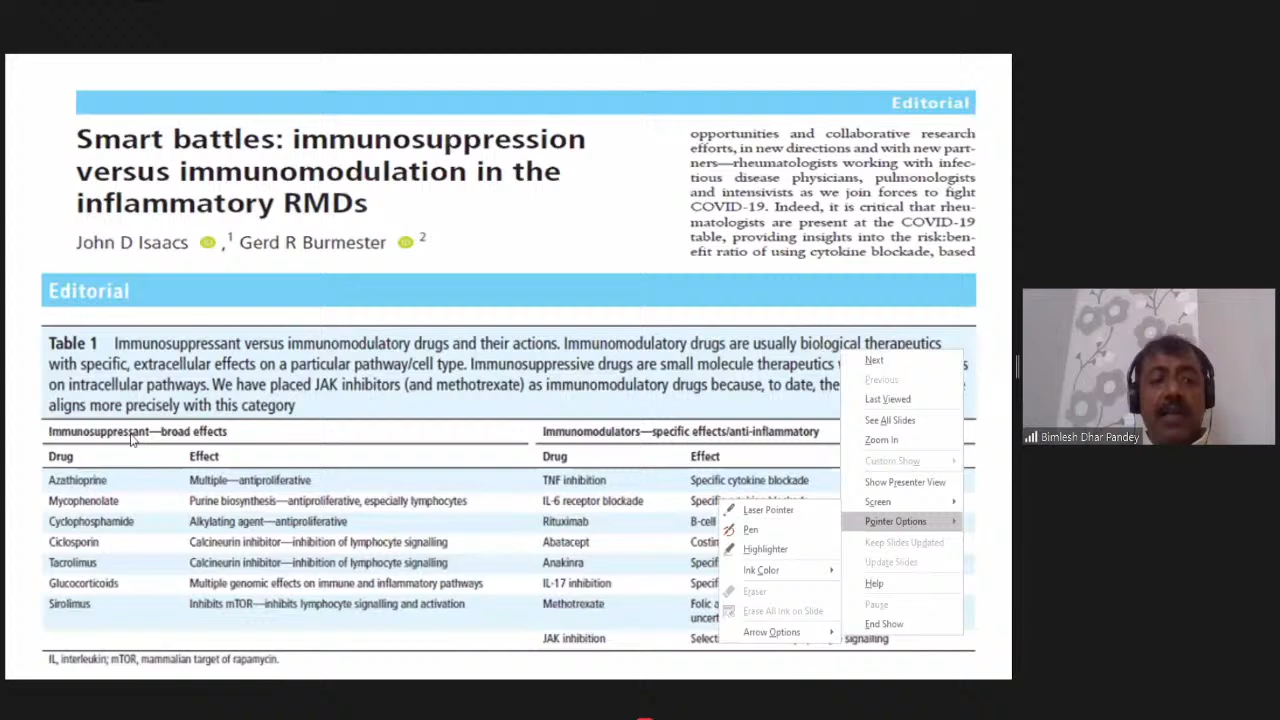 Editorial
Smart battles: immunosuppression
versus immunomodulation in the
inflammatory RMDs
John D Isaacs ,1 Gerd R Burmester 2
opportunities and collaborative research
efforts, in new directions and with new part-
ners—rheumatologists working with infec-
tious disease physicians, pulmonologists
and intensivists as we join forces to fight
COVID-19. Indeed, it is critical that rheu-
matologists are present at the COVID-19
table, providing insights into the risk:ben-
efit ratio of using cytokine blockade, based
Editorial
Table 1 Immunosuppressant versus immunomodulatory drugs and their actions. Immunomodulatory drugs are usually biological therapeutics
with specific, extracellular effects on a particular pathway/cell type. Immunosuppressive drugs are small molecule therapeutics
on intracellular pathways. We have placed JAK inhibitors (and methotrexate) as immunomodulatory drugs because, to date, the
aligns more precisely with this category
Immunosuppressant—broad effects Immunomodulators—specific effects/anti-inflammatory
Drug Effect Drug Effect
Azathioprine Multiple—antiproliferative TNF inhibition Specific cytokine blockade
Mycophenolate Purine biosynthesis—antiproliferative, especially lymphocytes IL-6 receptor blockade
Cyclophosphamide Alkylating agent—antiproliferative Rituximab B-cell
Ciclosporin Calcineurin inhibitor—inhibition of lymphocyte signalling Abatacept
Tacrolimus Calcineurin inhibitor—inhibition of lymphocyte signalling Anakinra
Glucocorticoids Multiple genomic effects on immune and inflammatory pathways IL-17 inhibition
Sirolimus Inhibits mTOR—inhibits lymphocyte signalling and activation Methotrexate
JAK inhibition signalling
IL, interleukin; mTOR, mammalian target of rapamycin.
Next
Previous
Last Viewed
See All Slides
Zoom In
Custom Show
Show Presenter View
Screen
Pointer Options
Keep Slides Updated
Update Slides
Help
Pause
End Show
Laser Pointer
Pen
Highlighter
Ink Color
Eraser
Erase All Ink on Slide
Arrow Options
Bimlesh Dhar Pandey